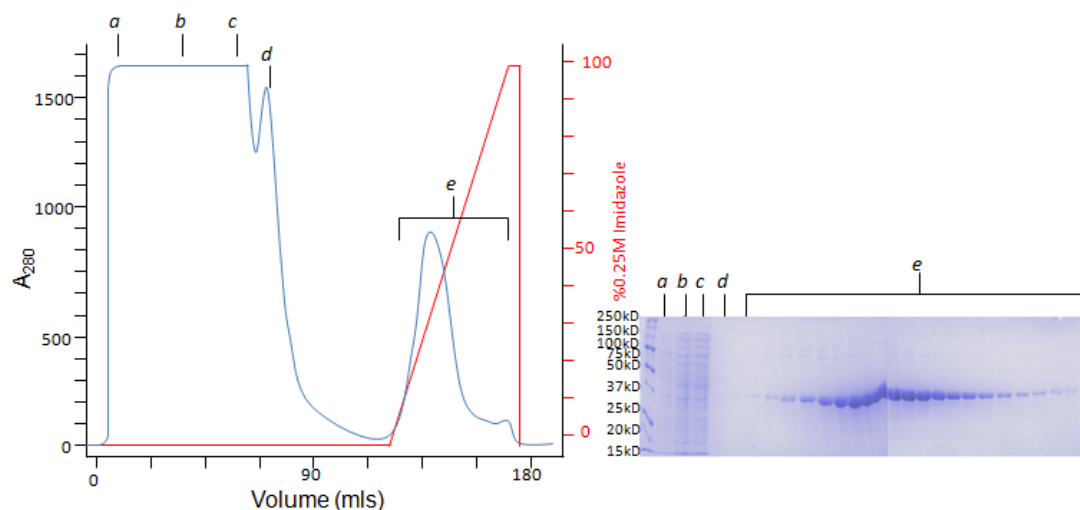 a b c
d
e
A280
1500
1000
500
0
0 90 180
Volume (mls)
100
50
0
%0.25M Imidazole
e
a b c d
250kD
150kD
100kD
75kD
50kD
37kD
25kD
20kD
15kD